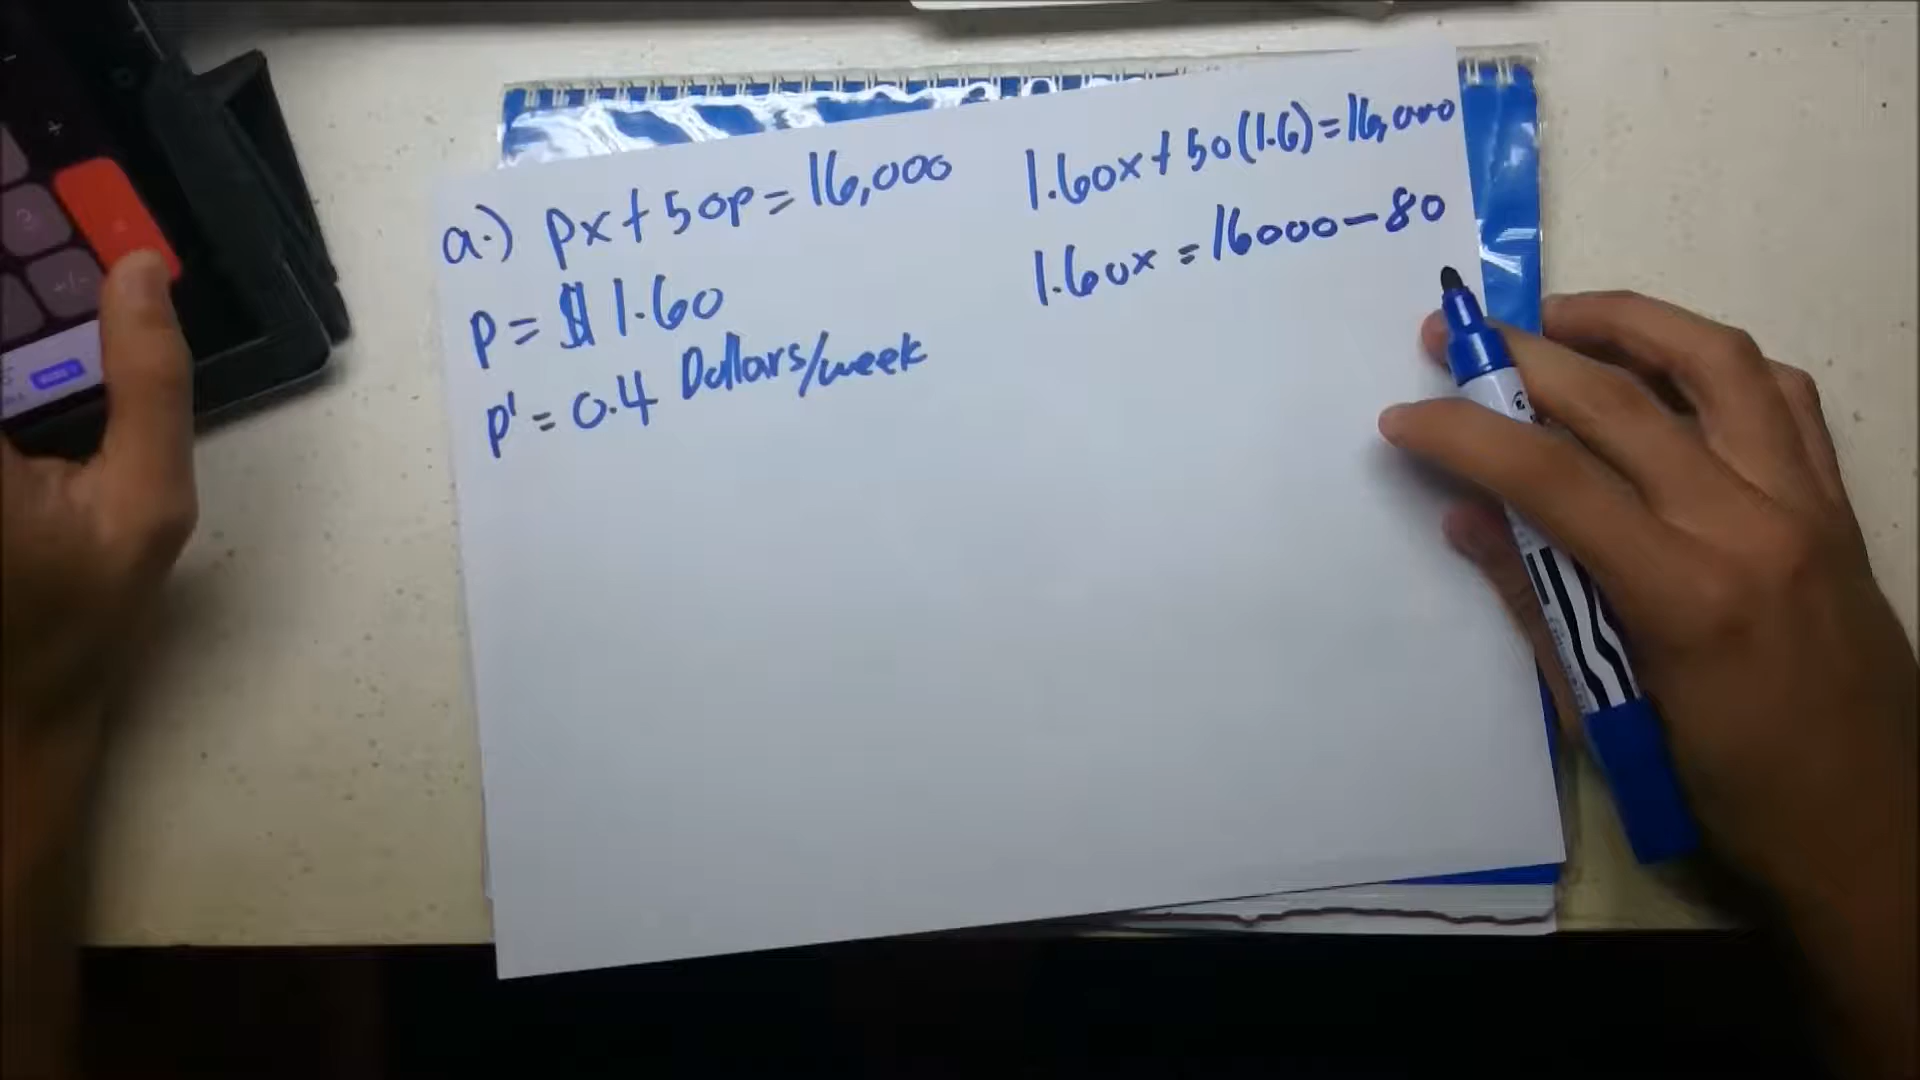 a.) px + 50p = 16,000
p = $ 1.60
p' = 0.4 Dollars/week
1.60x + 50(1.6) = 16,000
1.60x = 16000 - 80